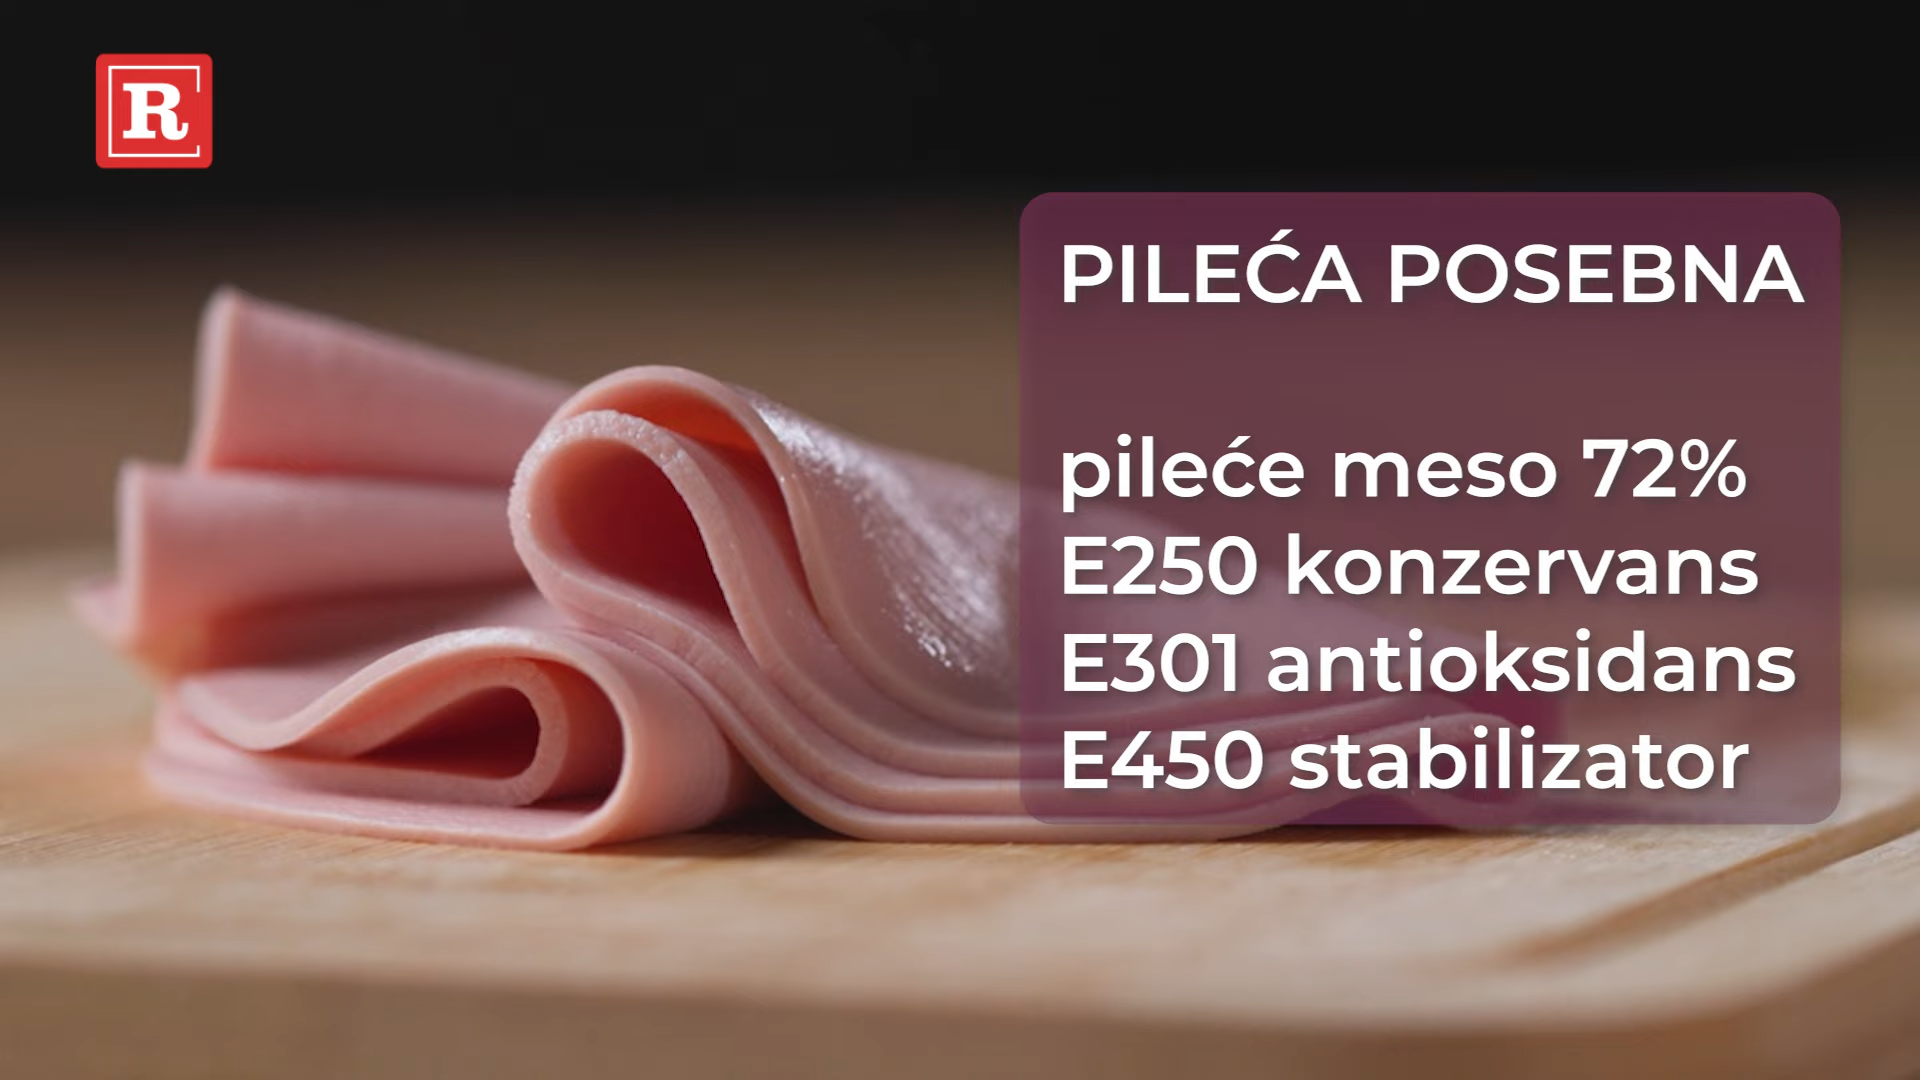 R
PILEĆA POSEBNA
pileće meso 72%
E250 konzervans
E301 antioksidans
E450 stabilizator